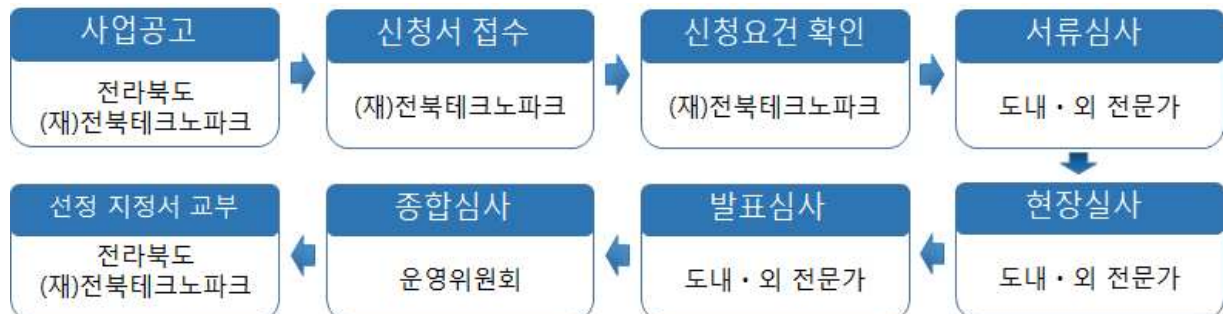 사업공고
전라북도
(재)전북테크노파크
신청서 접수
(재)전북테크노파크
신청요건 확인
(재)전북테크노파크
서류심사
도내・외 전문가
현장실사
도내・외 전문가
발표심사
도내・외 전문가
종합심사
운영위원회
선정 지정서 교부
전라북도
(재)전북테크노파크